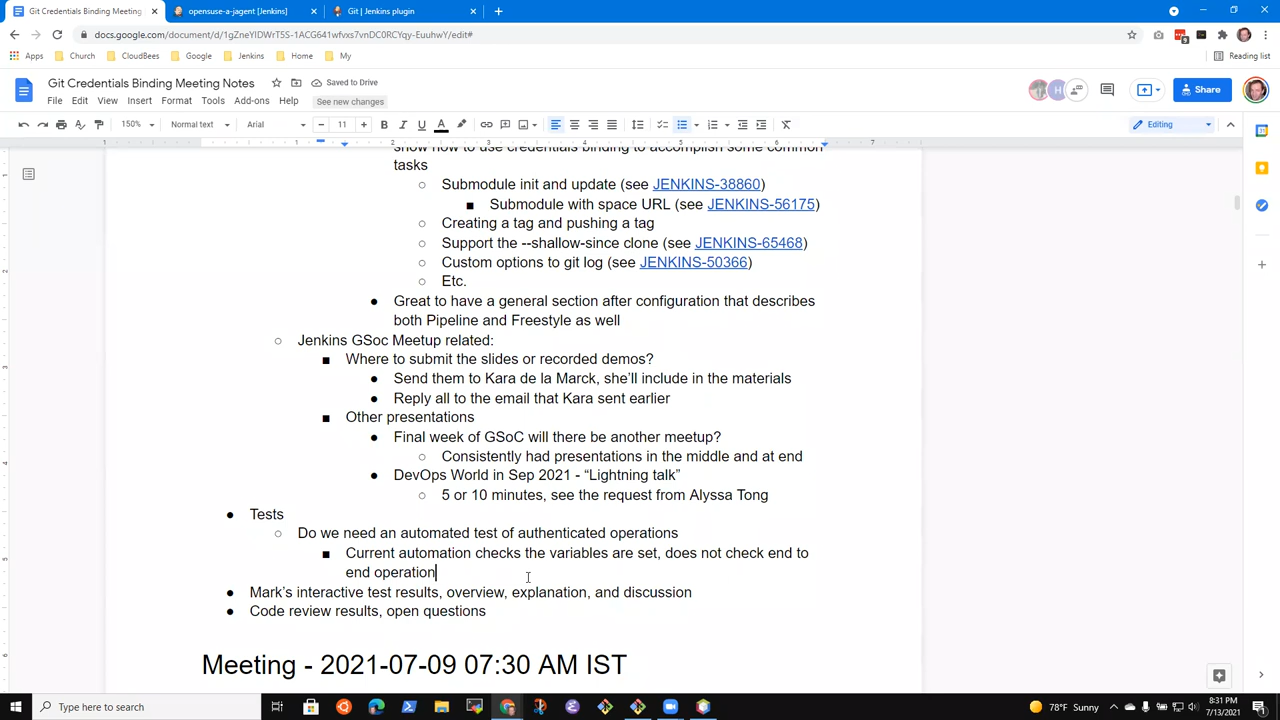 Git Credentials Binding Meeting
opensuse-a-jagent [Jenkins]
Git | Jenkins plugin
docs.google.com/document/d/1gZneYlDWrTSS-1ACG641wfvxs7vnDC0RCYqy-EuuhwY/edit#
Apps Church CloudBees Google Jenkins Home My Reading list
Git Credentials Binding Meeting Notes Saved to Drive
File Edit View Insert Format Tools Add-ons Help See new changes
Share
150% Normal text Arial 11 Editing
show how to use credentials binding to accomplish some common
tasks
Submodule init and update (see JENKINS-38860)
Submodule with space URL (see JENKINS-56175)
Creating a tag and pushing a tag
Support the --shallow-since clone (see JENKINS-65468)
Custom options to git log (see JENKINS-50366)
Etc.
Great to have a general section after configuration that describes
both Pipeline and Freestyle as well
Jenkins GSoc Meetup related:
Where to submit the slides or recorded demos?
Send them to Kara de la Marck, she'll include in the materials
Reply all to the email that Kara sent earlier
Other presentations
Final week of GSoC will there be another meetup?
Consistently had presentations in the middle and at end
DevOps World in Sep 2021 - “Lightning talk”
5 or 10 minutes, see the request from Alyssa Tong
Tests
Do we need an automated test of authenticated operations
Current automation checks the variables are set, does not check end to
end operation
Mark's interactive test results, overview, explanation, and discussion
Code review results, open questions
Meeting - 2021-07-09 07:30 AM IST
Type here to search
78°F Sunny
8:31 PM
7/13/2021